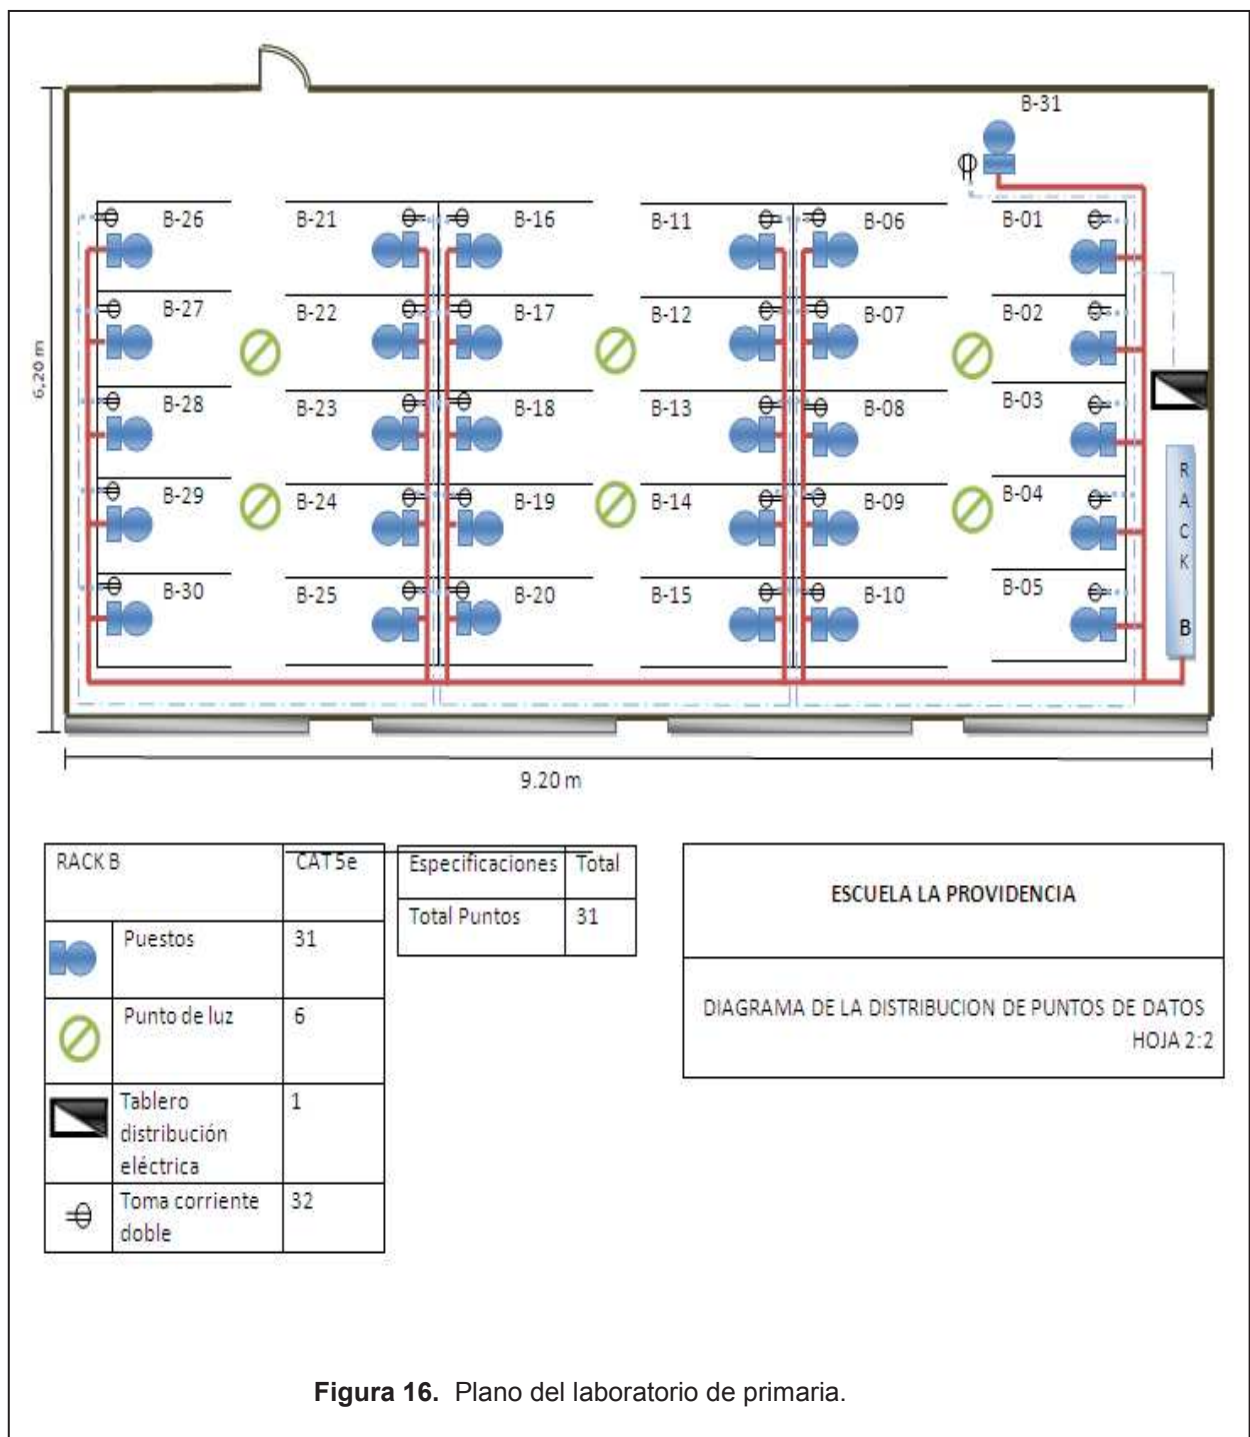 B-31
B-26 B-21 B-16 B-11 B-06 B-01
B-27 B-22 B-17 B-12 B-07 B-02
B-28 B-23 B-18 B-13 B-08 B-03
B-29 B-24 B-19 B-14 B-09 B-04
B-30 B-25 B-20 B-15 B-10 B-05
6,20 m
RACK B
9.20 m
RACK B CAT 5e
Puestos 31
Punto de luz 6
Tablero 1
distribución
eléctrica
Toma corriente 32
doble
Especificaciones Total
Total Puntos 31
ESCUELA LA PROVIDENCIA
DIAGRAMA DE LA DISTRIBUCION DE PUNTOS DE DATOS
HOJA 2:2
Figura 16. Plano del laboratorio de primaria.